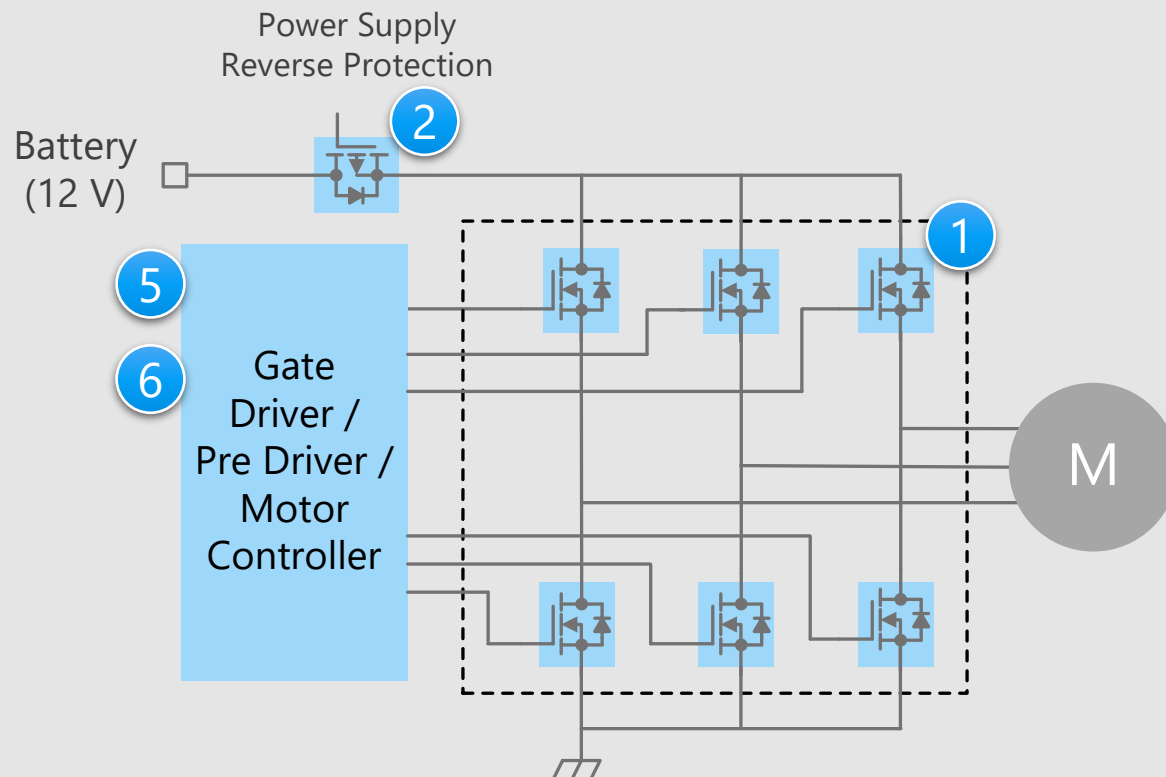 Power Supply
Reverse Protection
2
Battery
(12 V)
1
5
6
Gate
Driver /
Pre Driver /
Motor
Controller
M